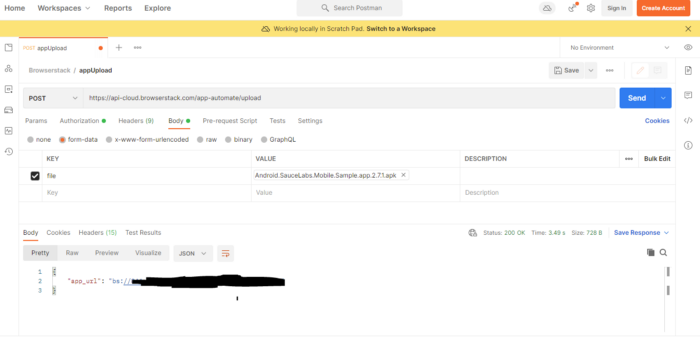 Home Workspaces Reports Explore Search Postman Sign In Create Account
Working locally in Scratch Pad. Switch to a Workspace
POST appUpload No Environment
Browserstack / appUpload Save
POST https://api-cloud.browserstack.com/app-automate/upload Send
Params Authorization Headers (9) Body Pre-request Script Tests Settings Cookies
none form-data x-www-form-urlencoded raw binary GraphQL
KEY VALUE DESCRIPTION Bulk Edit
file Android.SauceLabs.Mobile.Sample.app.2.7.1.apk
Key Value Description
Body Cookies Headers (15) Test Results Status: 200 OK Time: 3.49 s Size: 728 B Save Response
Pretty Raw Preview Visualize JSON
1
2 "app_url": "bs://
3